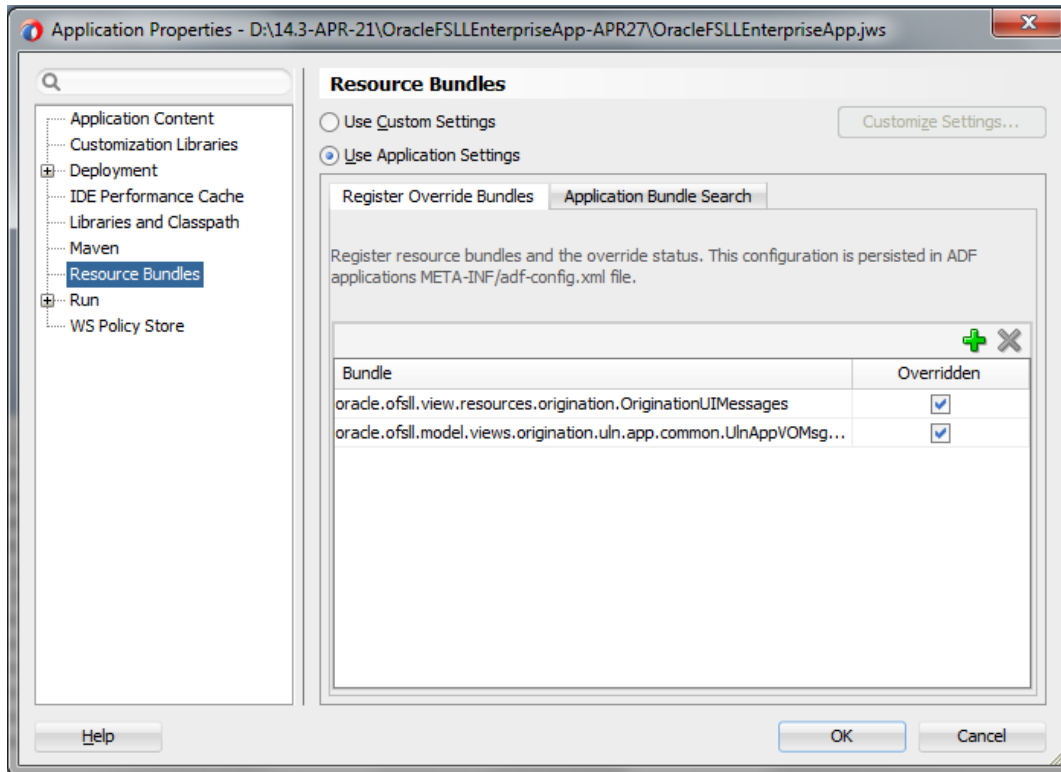 Application Properties - D:\14.3-APR-21\OracleFSLLEnterpriseApp-APR27\OracleFSLLEnterpriseApp.jws
Application Content
Customization Libraries
Deployment
IDE Performance Cache
Libraries and Classpath
Maven
Resource Bundles
Run
WS Policy Store
Resource Bundles
Use Custom Settings
Customize Settings...
Use Application Settings
Register Override Bundles
Application Bundle Search
Register resource bundles and the override status. This configuration is persisted in ADF
applications META-INF/adf-config.xml file.
Bundle
Overridden
oracle.ofsll.view.resources.origination.OriginationUIMessages
oracle.ofsll.model.views.origination.uln.app.common.UlnAppVOMsg...
Help
OK
Cancel